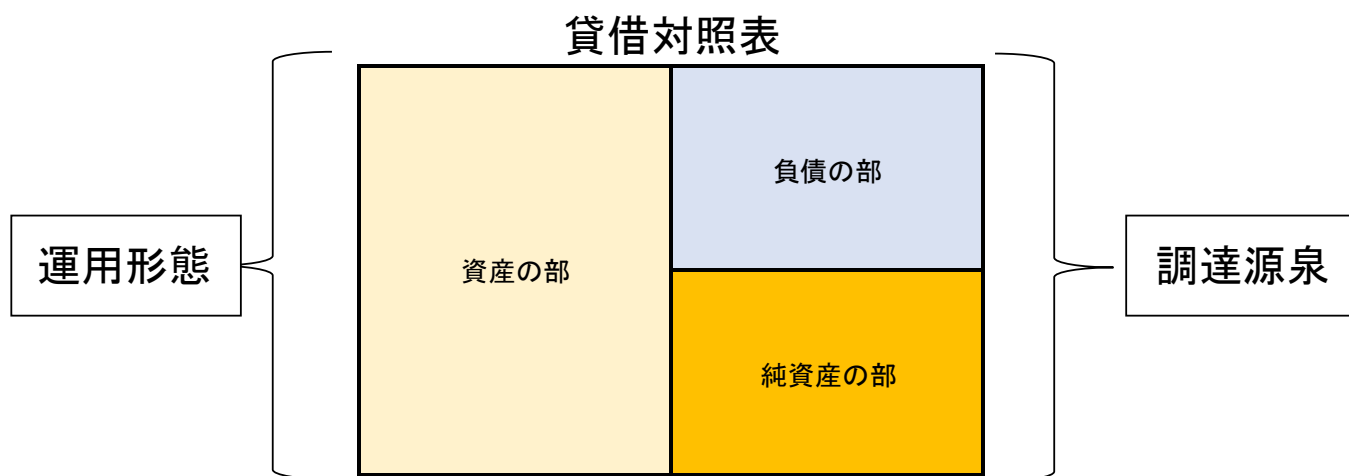 貸借対照表
運用形態
資産の部
負債の部
純資産の部
調達源泉